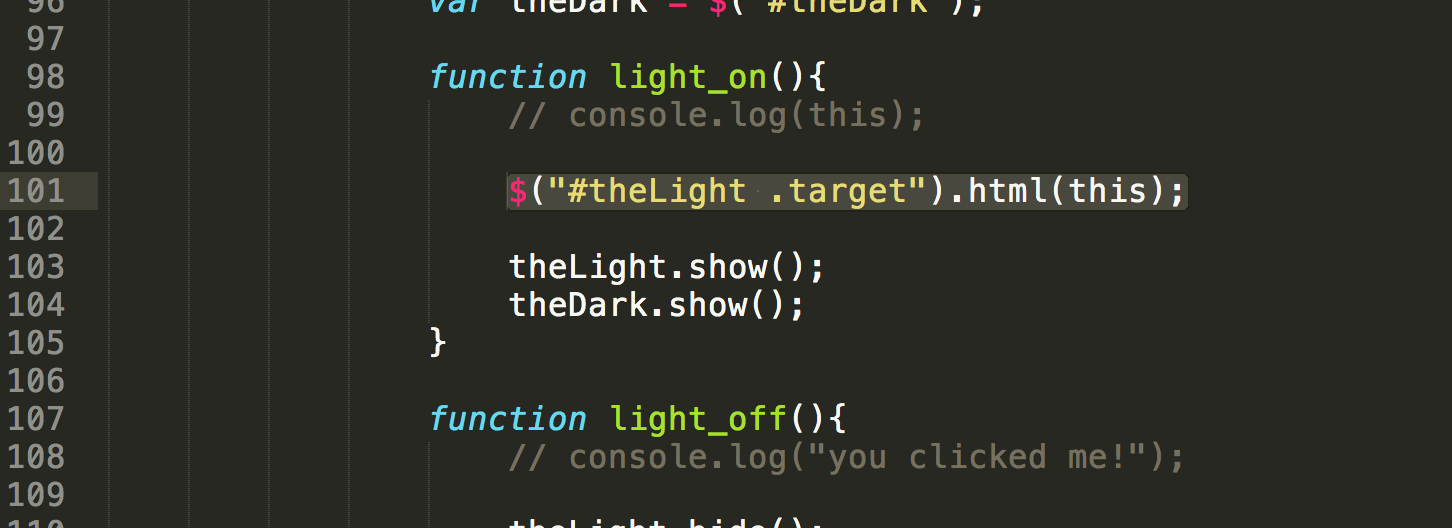 96 var theDark = $("#theDark");
97
98 function light_on(){
99 // console.log(this);
100
101 $("#theLight .target").html(this);
102
103 theLight.show();
104 theDark.show();
105 }
106
107 function light_off(){
108 // console.log("you clicked me!");
109
110 theLight.hide();